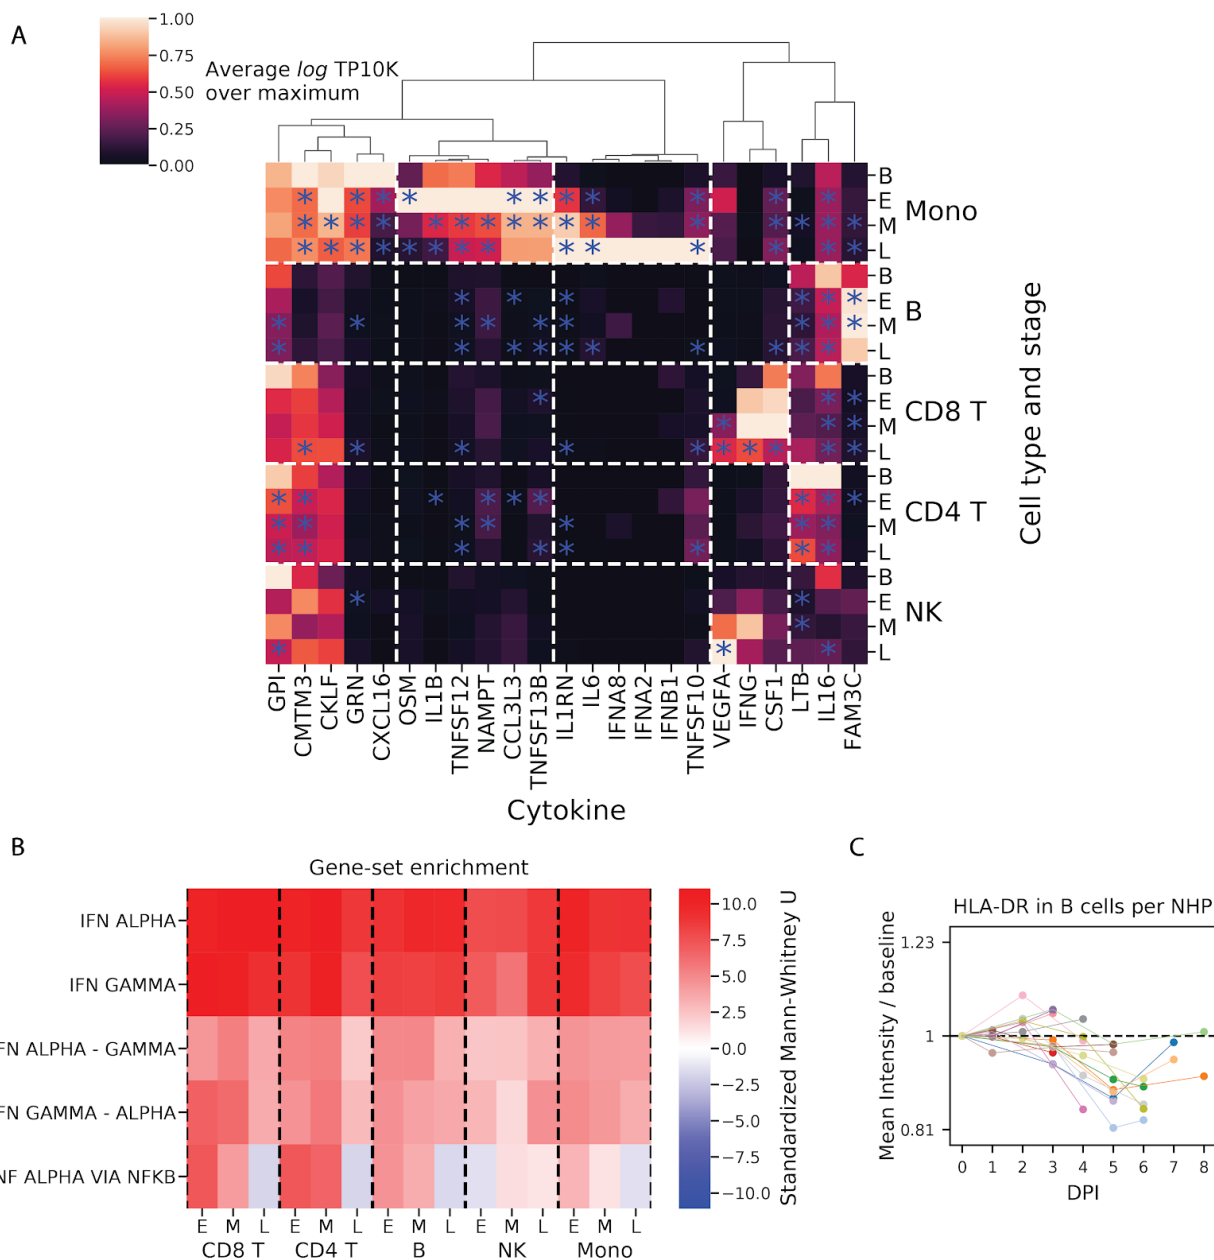 A
1.00
0.75
0.50
0.25
0.00
Average log TP10K
over maximum
B
E
M
L
Mono
B
E
M
L
B
B
E
M
L
CD8 T
B
E
M
L
CD4 T
B
E
M
L
NK
Cell type and stage
GPI
CMTM3
CKLF
GRN
CXCL16
OSM
IL1B
TNFSF12
NAMPT
CCL3L3
TNFSF13B
IL1RN
IL6
IFNA8
IFNA2
IFNB1
TNFSF10
VEGFA
IFNG
CSF1
LTB
IL16
FAM3C
Cytokine
B
Gene-set enrichment
IFN ALPHA
IFN GAMMA
FN ALPHA - GAMMA
FN GAMMA - ALPHA
NF ALPHA VIA NFKB
E M L E M L E M L E M L E M L
CD8 T CD4 T B NK Mono
10.0
7.5
5.0
2.5
0.0
−2.5
−5.0
−7.5
−10.0
Standardized Mann-Whitney U
C
HLA-DR in B cells per NHP
1.23
1
0.81
Mean Intensity / baseline
0 1 2 3 4 5 6 7 8
DPI